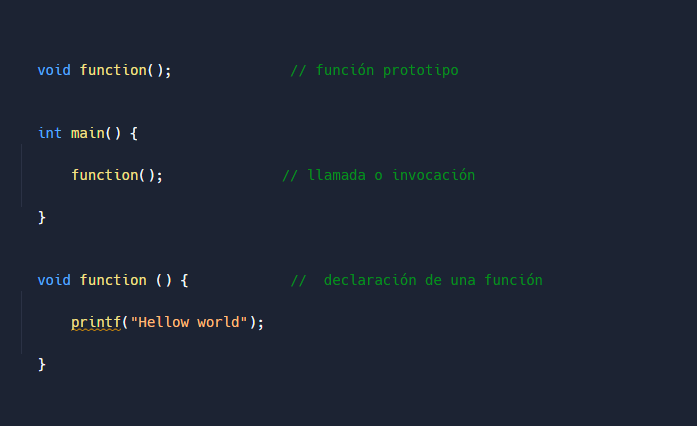 void function(); // función prototipo
int main() {
function(); // llamada o invocación
}
void function () { // declaración de una función
printf("Hellow world");
}